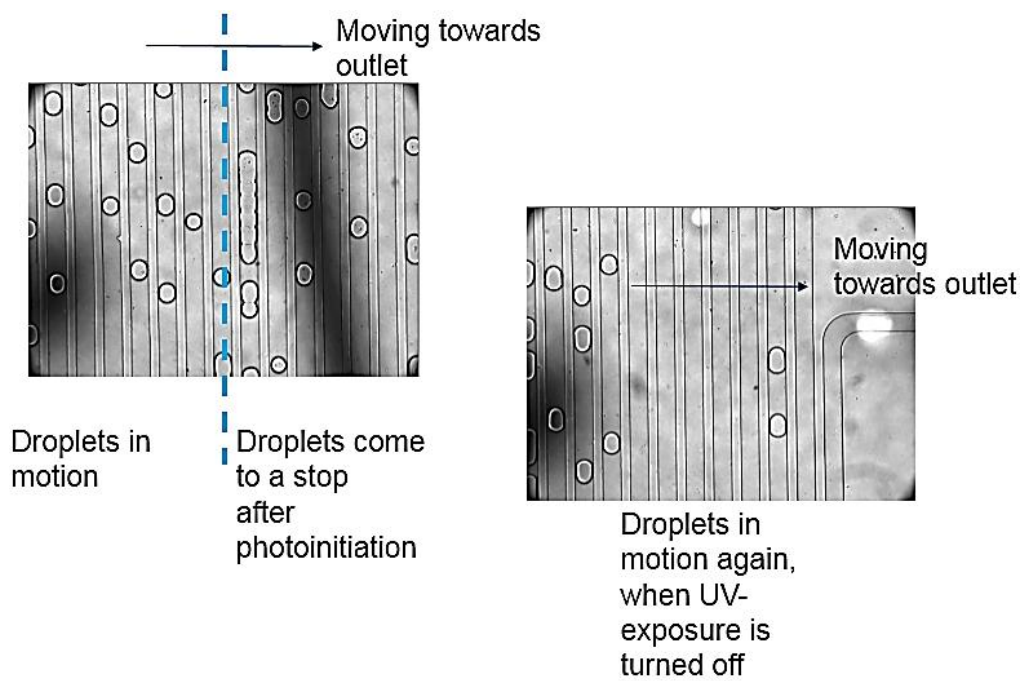 Moving towards
outlet
Droplets in
motion
Droplets come
to a stop
after
photoinitiation
Moving
towards outlet
Droplets in
motion again,
when UV-
exposure is
turned off